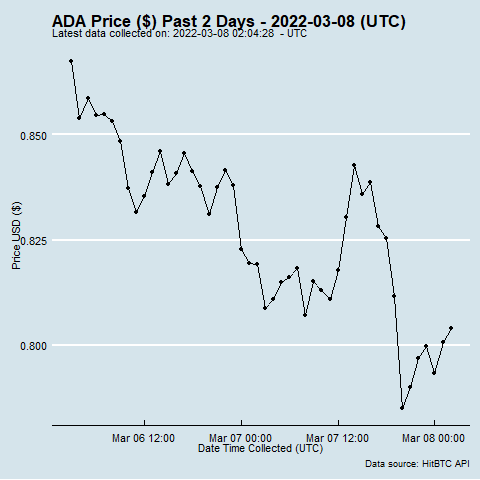 ADA Price ($) Past 2 Days - 2022-03-08 (UTC)
Latest data collected on: 2022-03-08 02:04:28 - UTC
0.850
0.825
0.800
Price USD ($)
Mar 06 12:00 Mar 07 00:00 Mar 07 12:00 Mar 08 00:00
Date Time Collected (UTC)
Data source: HitBTC API